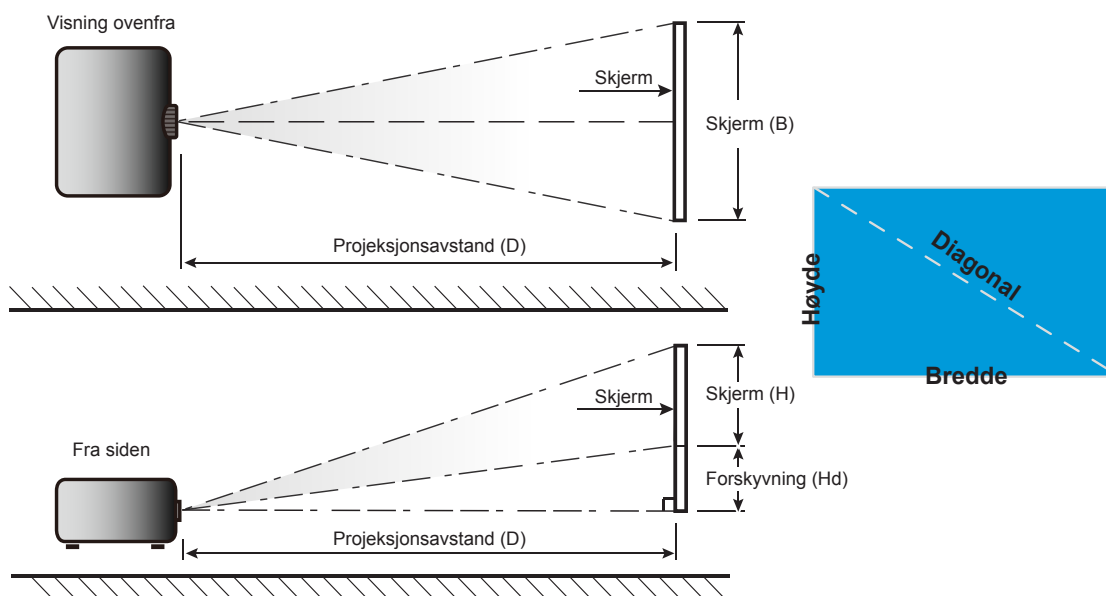 Visning ovenfra
Skjerm
Skjerm (B)
Projeksjonsavstand (D)
Høyde
Diagonal
Bredde
Skjerm
Skjerm (H)
Fra siden
Forskyvning (Hd)
Projeksjonsavstand (D)